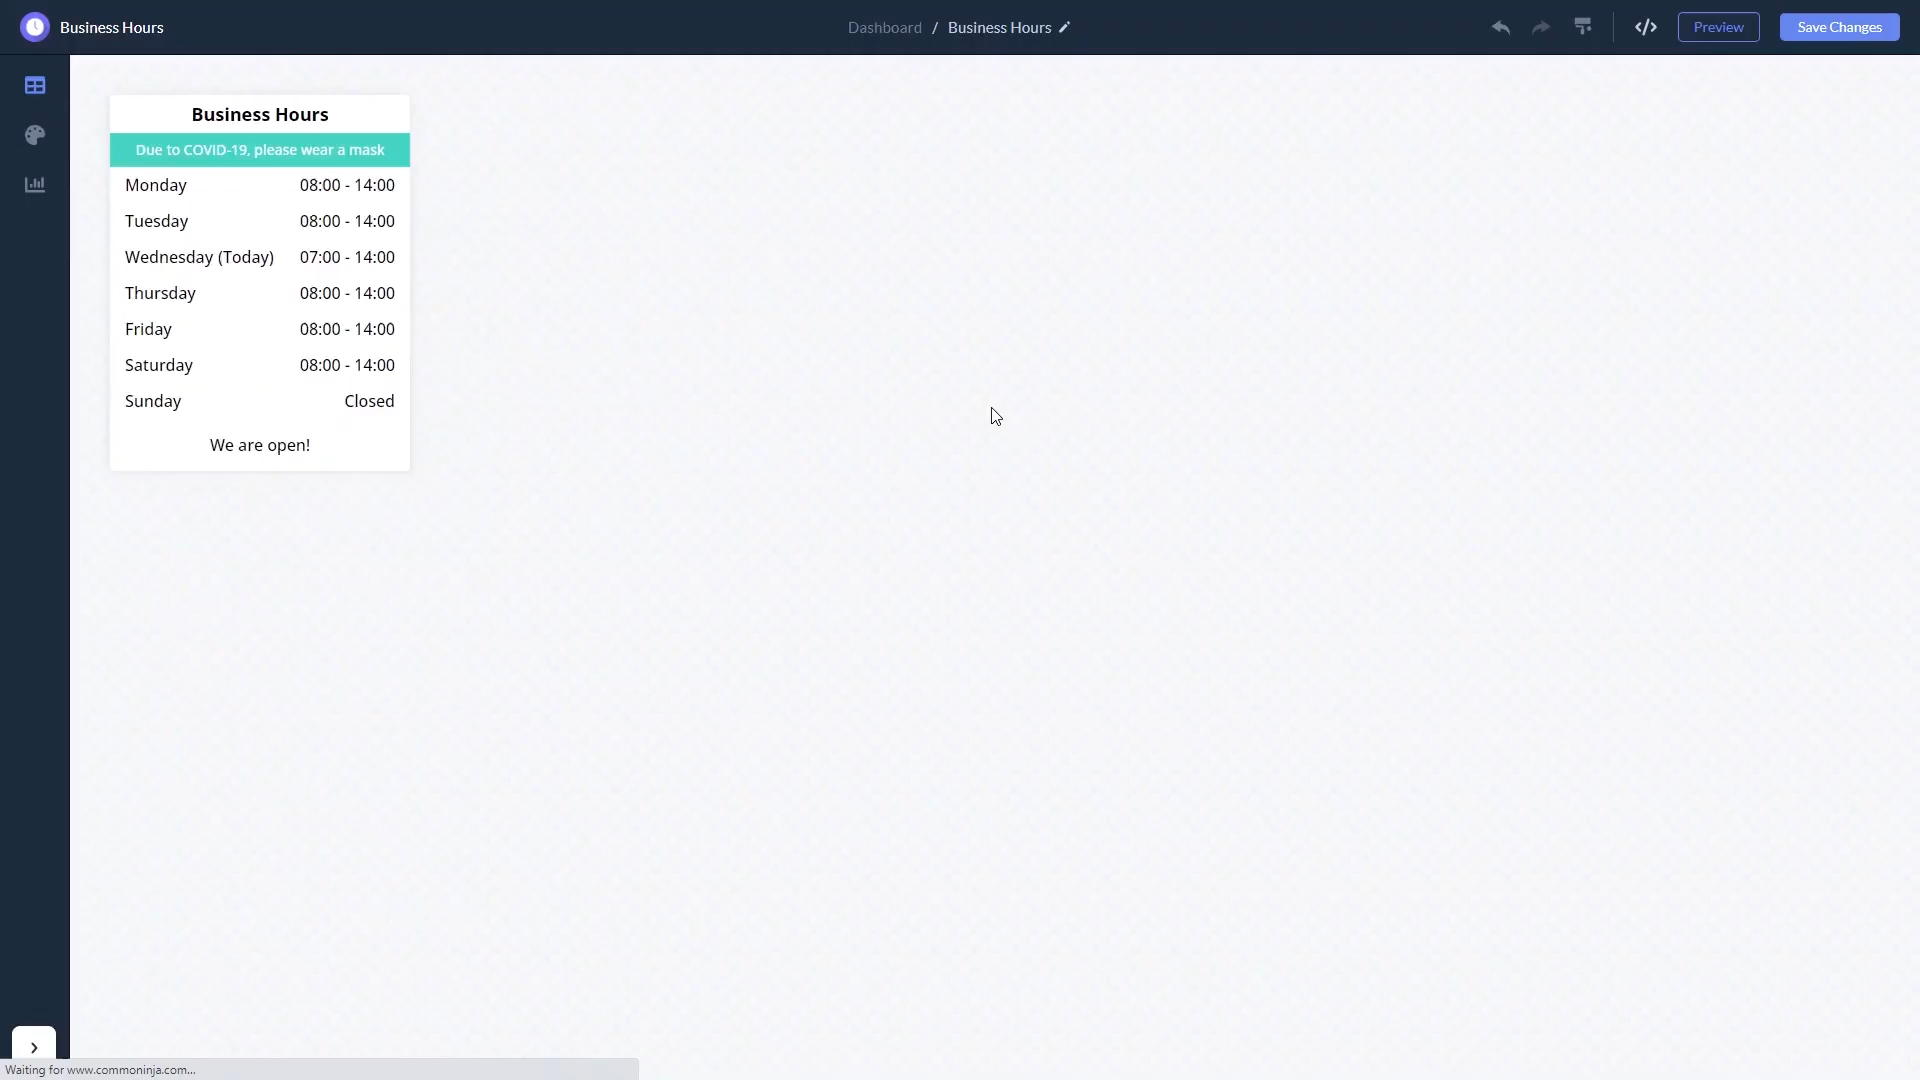 Business Hours
Dashboard / Business Hours
</>
Preview
Save Changes
Business Hours
Due to COVID-19, please wear a mask
Monday 08:00 - 14:00
Tuesday 08:00 - 14:00
Wednesday (Today) 07:00 - 14:00
Thursday 08:00 - 14:00
Friday 08:00 - 14:00
Saturday 08:00 - 14:00
Sunday Closed
We are open!
Waiting for www.commoninja.com...